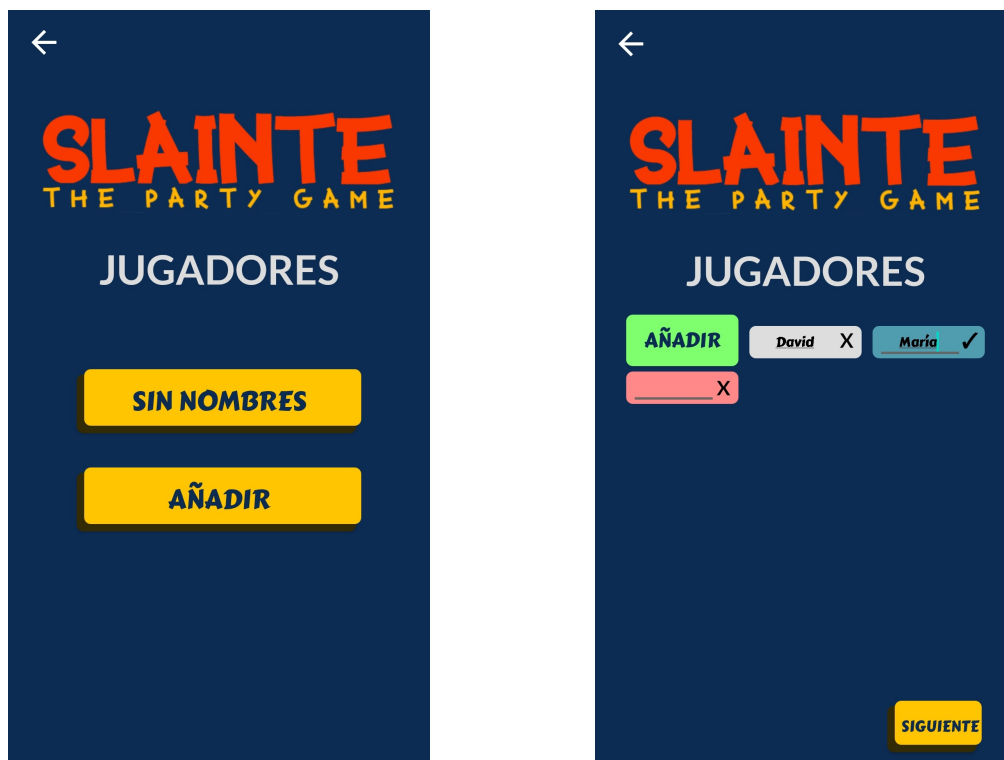 SLAINTE
THE PARTY GAME
JUGADORES
SIN NOMBRES
AÑADIR
SLAINTE
THE PARTY GAME
JUGADORES
AÑADIR David X María ✓
X
SIGUIENTE